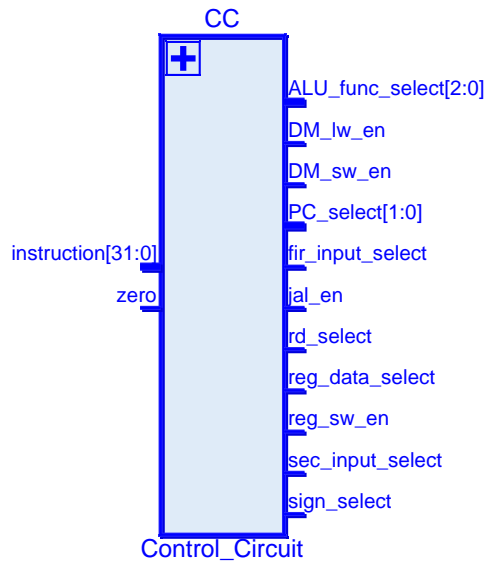 CC
ALU_func_select[2:0]
DM_lw_en
DM_sw_en
PC_select[1:0]
instruction[31:0]
fir_input_select
zero
jal_en
rd_select
reg_data_select
reg_sw_en
sec_input_select
sign_select
Control_Circuit